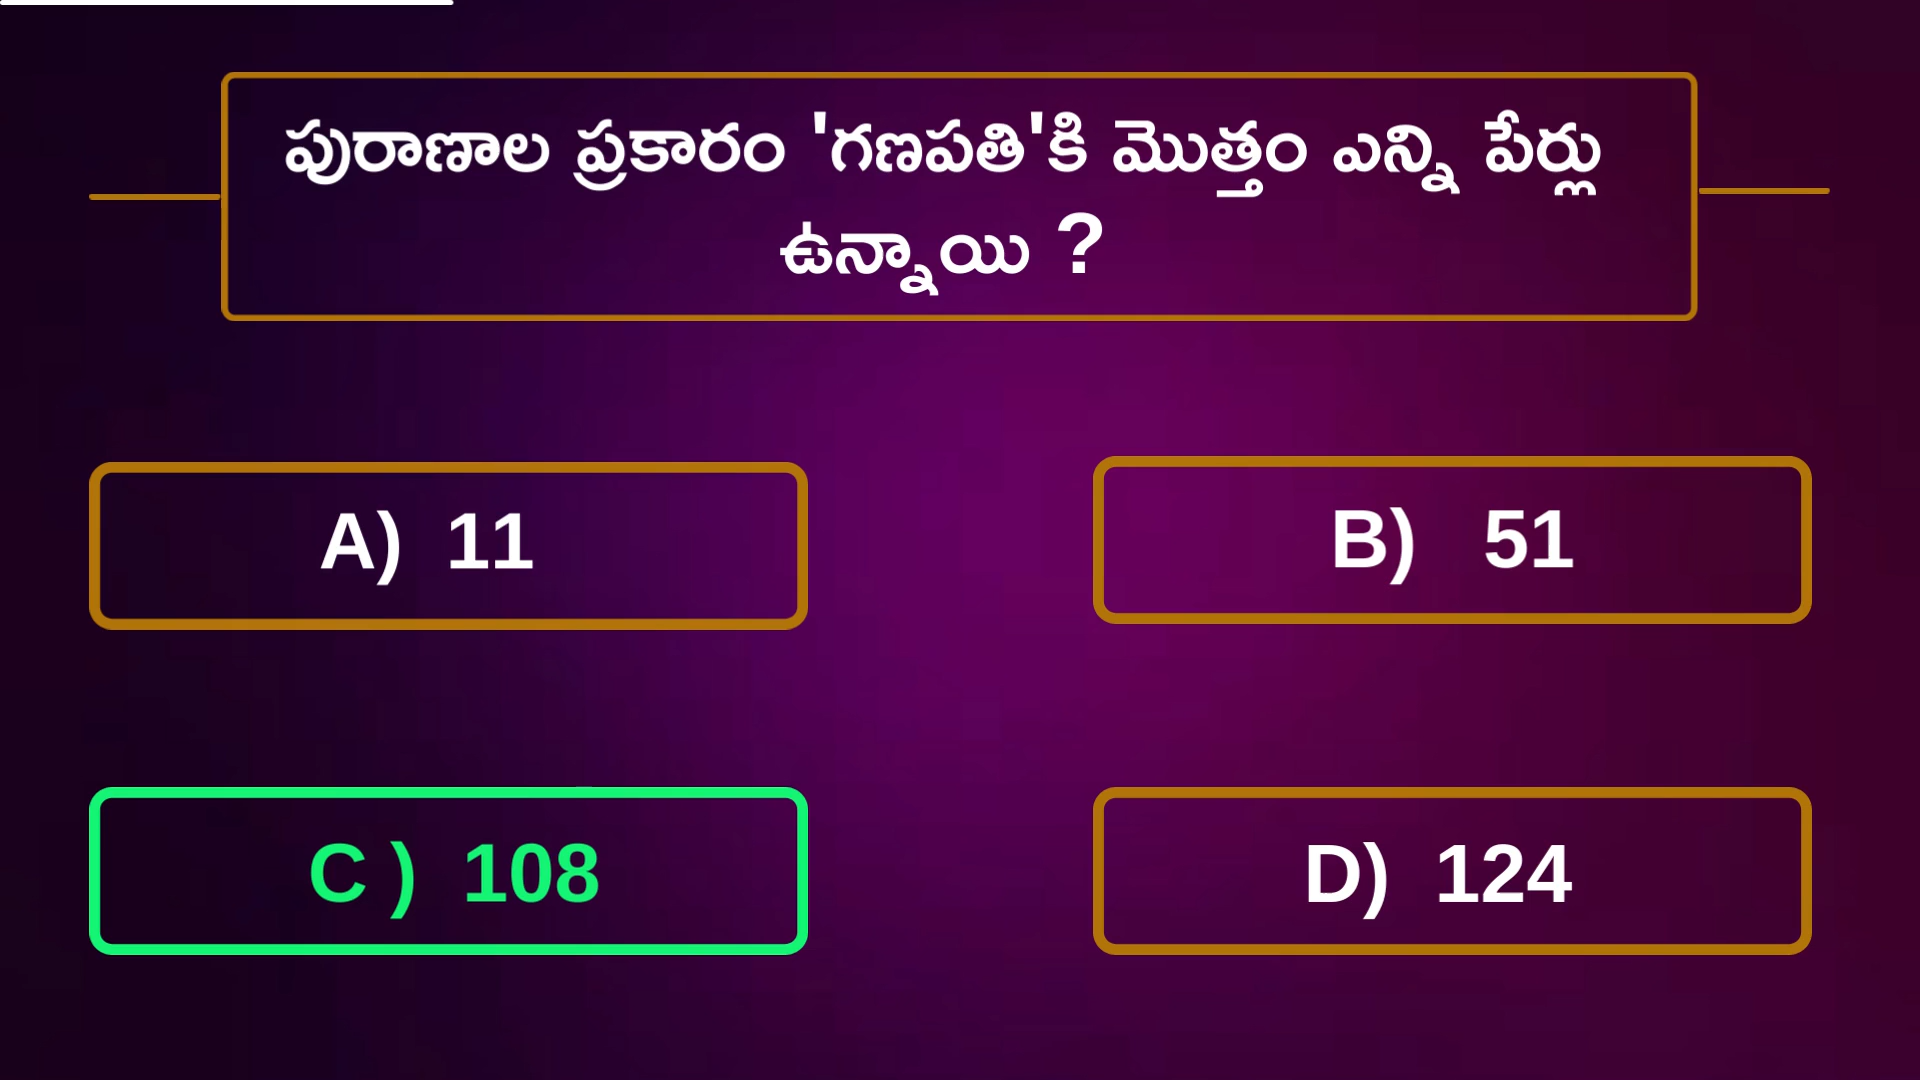 పురాణాల ప్రకారం 'గణపతి'కి మొత్తం ఎన్ని పేర్లు
ఉన్నాయి ?
A) 11
B) 51
C ) 108
D) 124